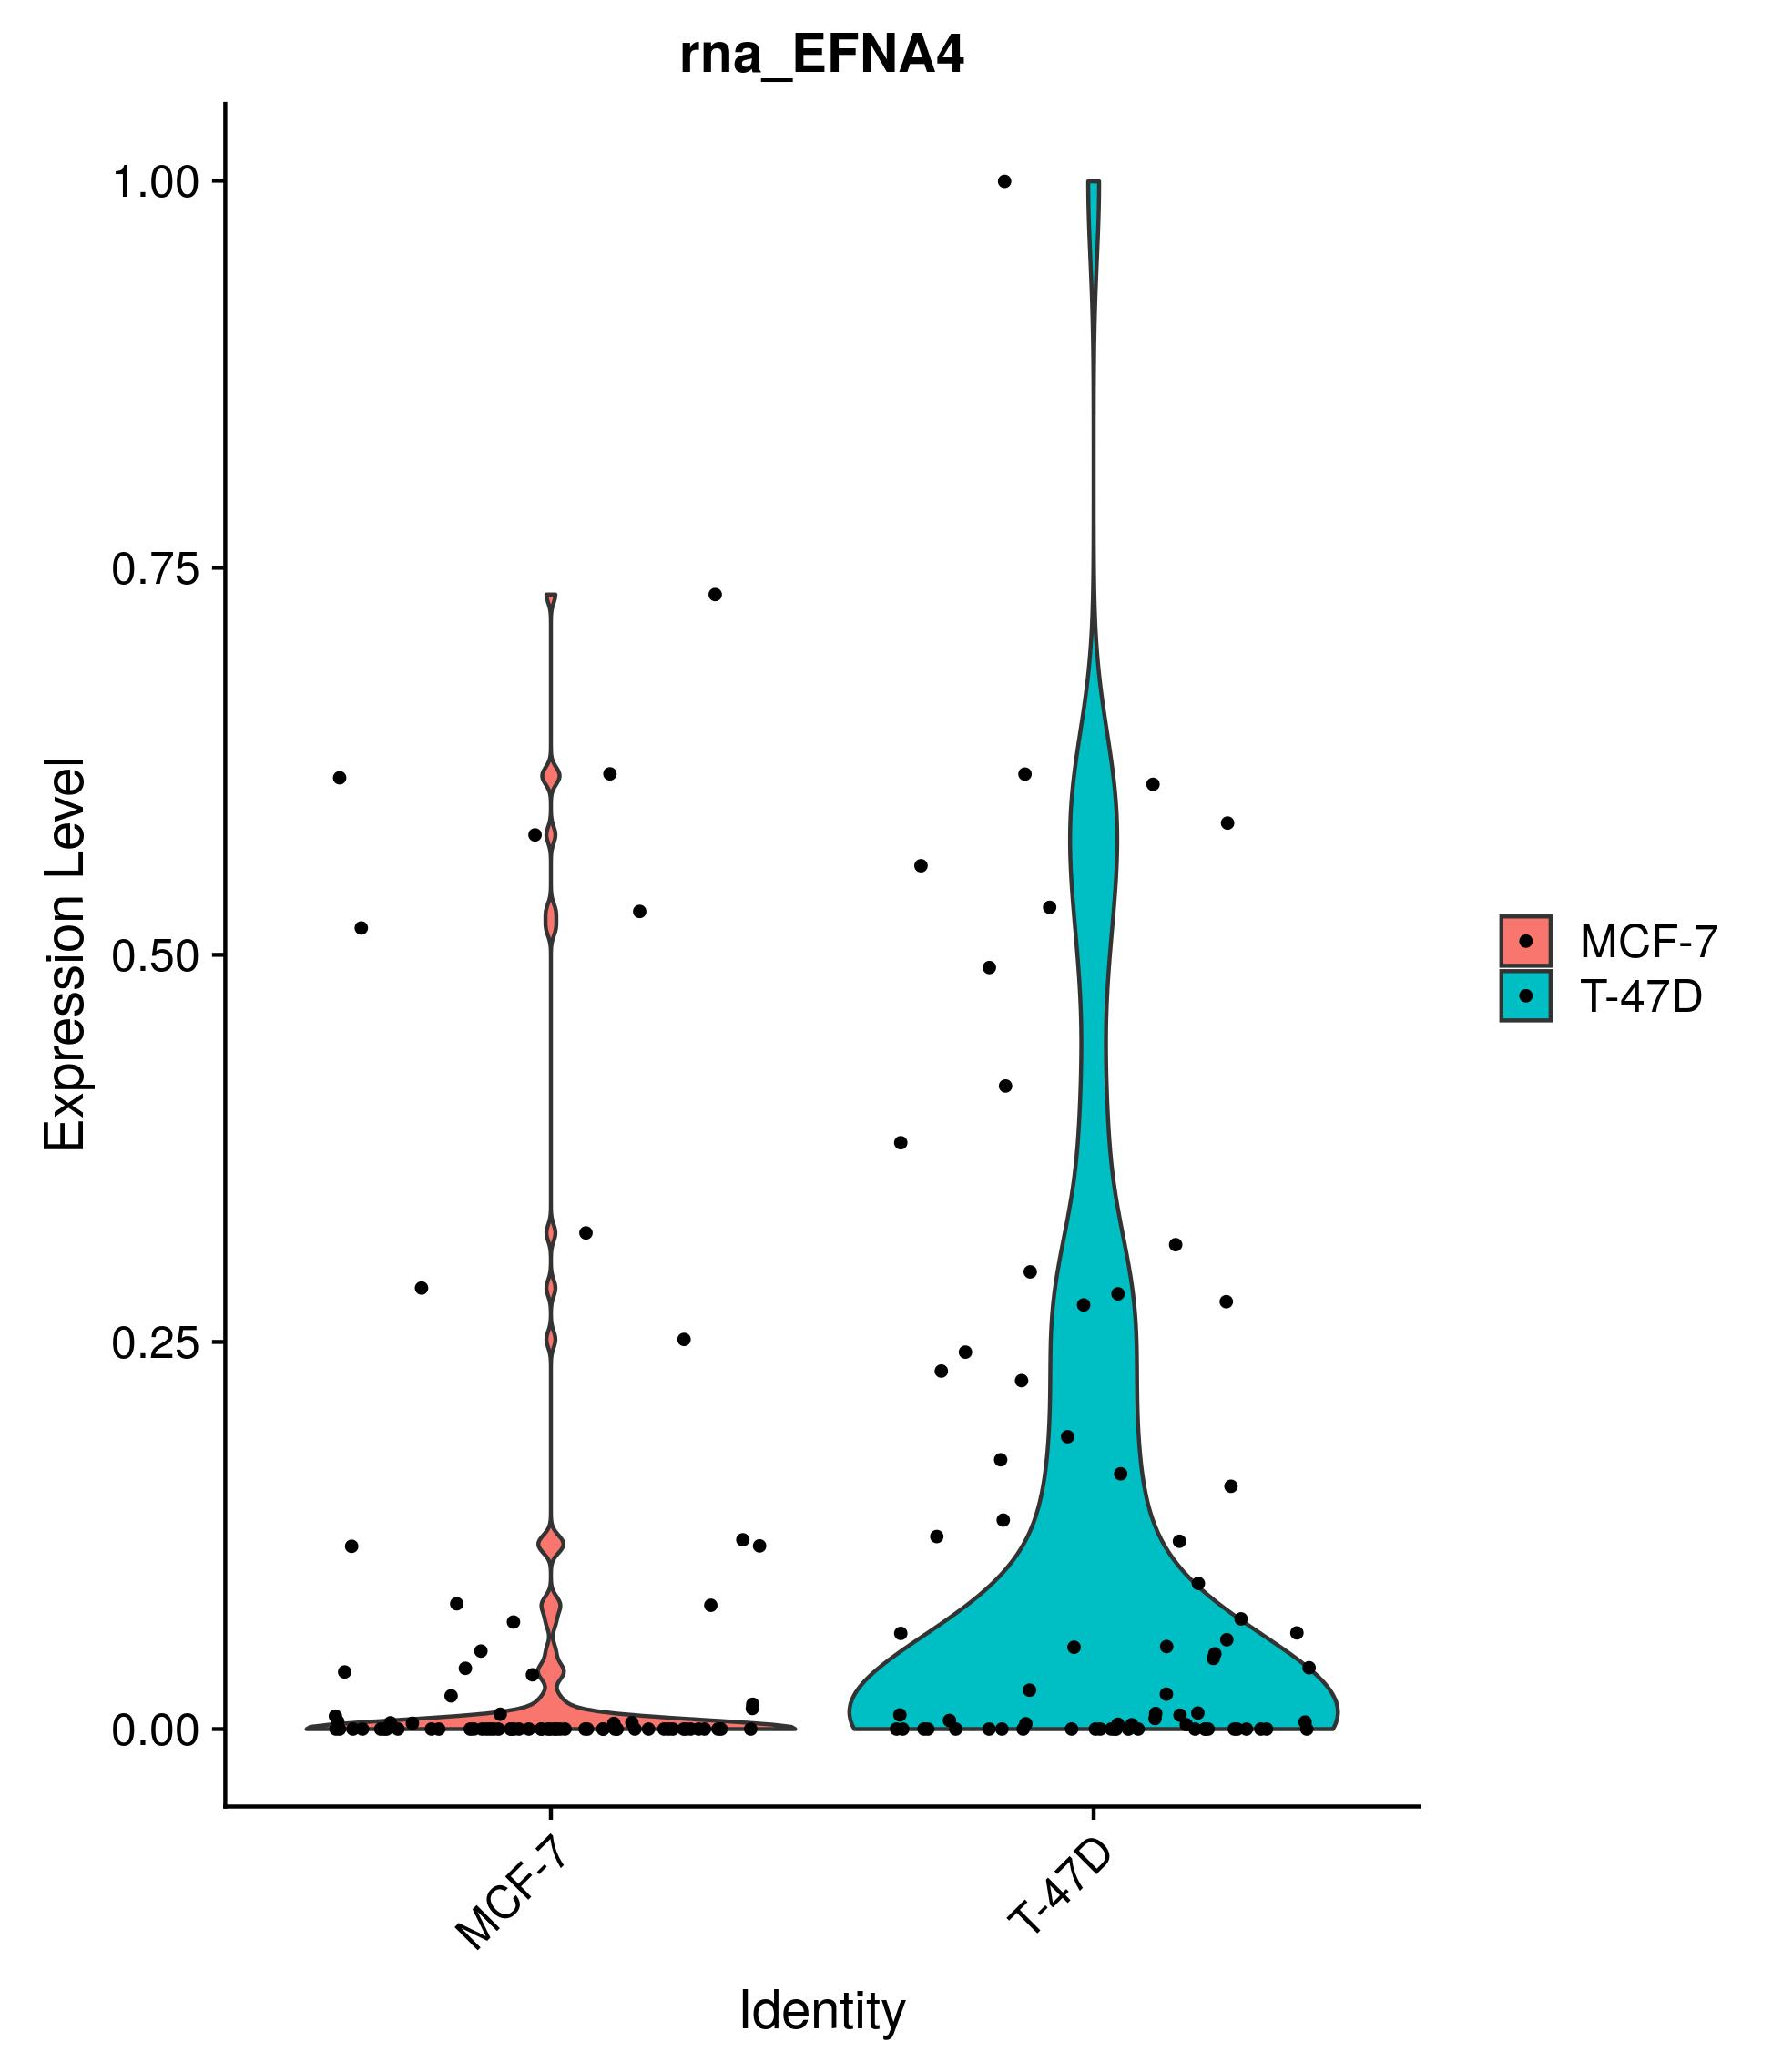 rna_EFNA4
1.00
0.75
0.50
0.25
0.00
Expression Level
MCF-7
T-47D
Identity
MCF-7
T-47D